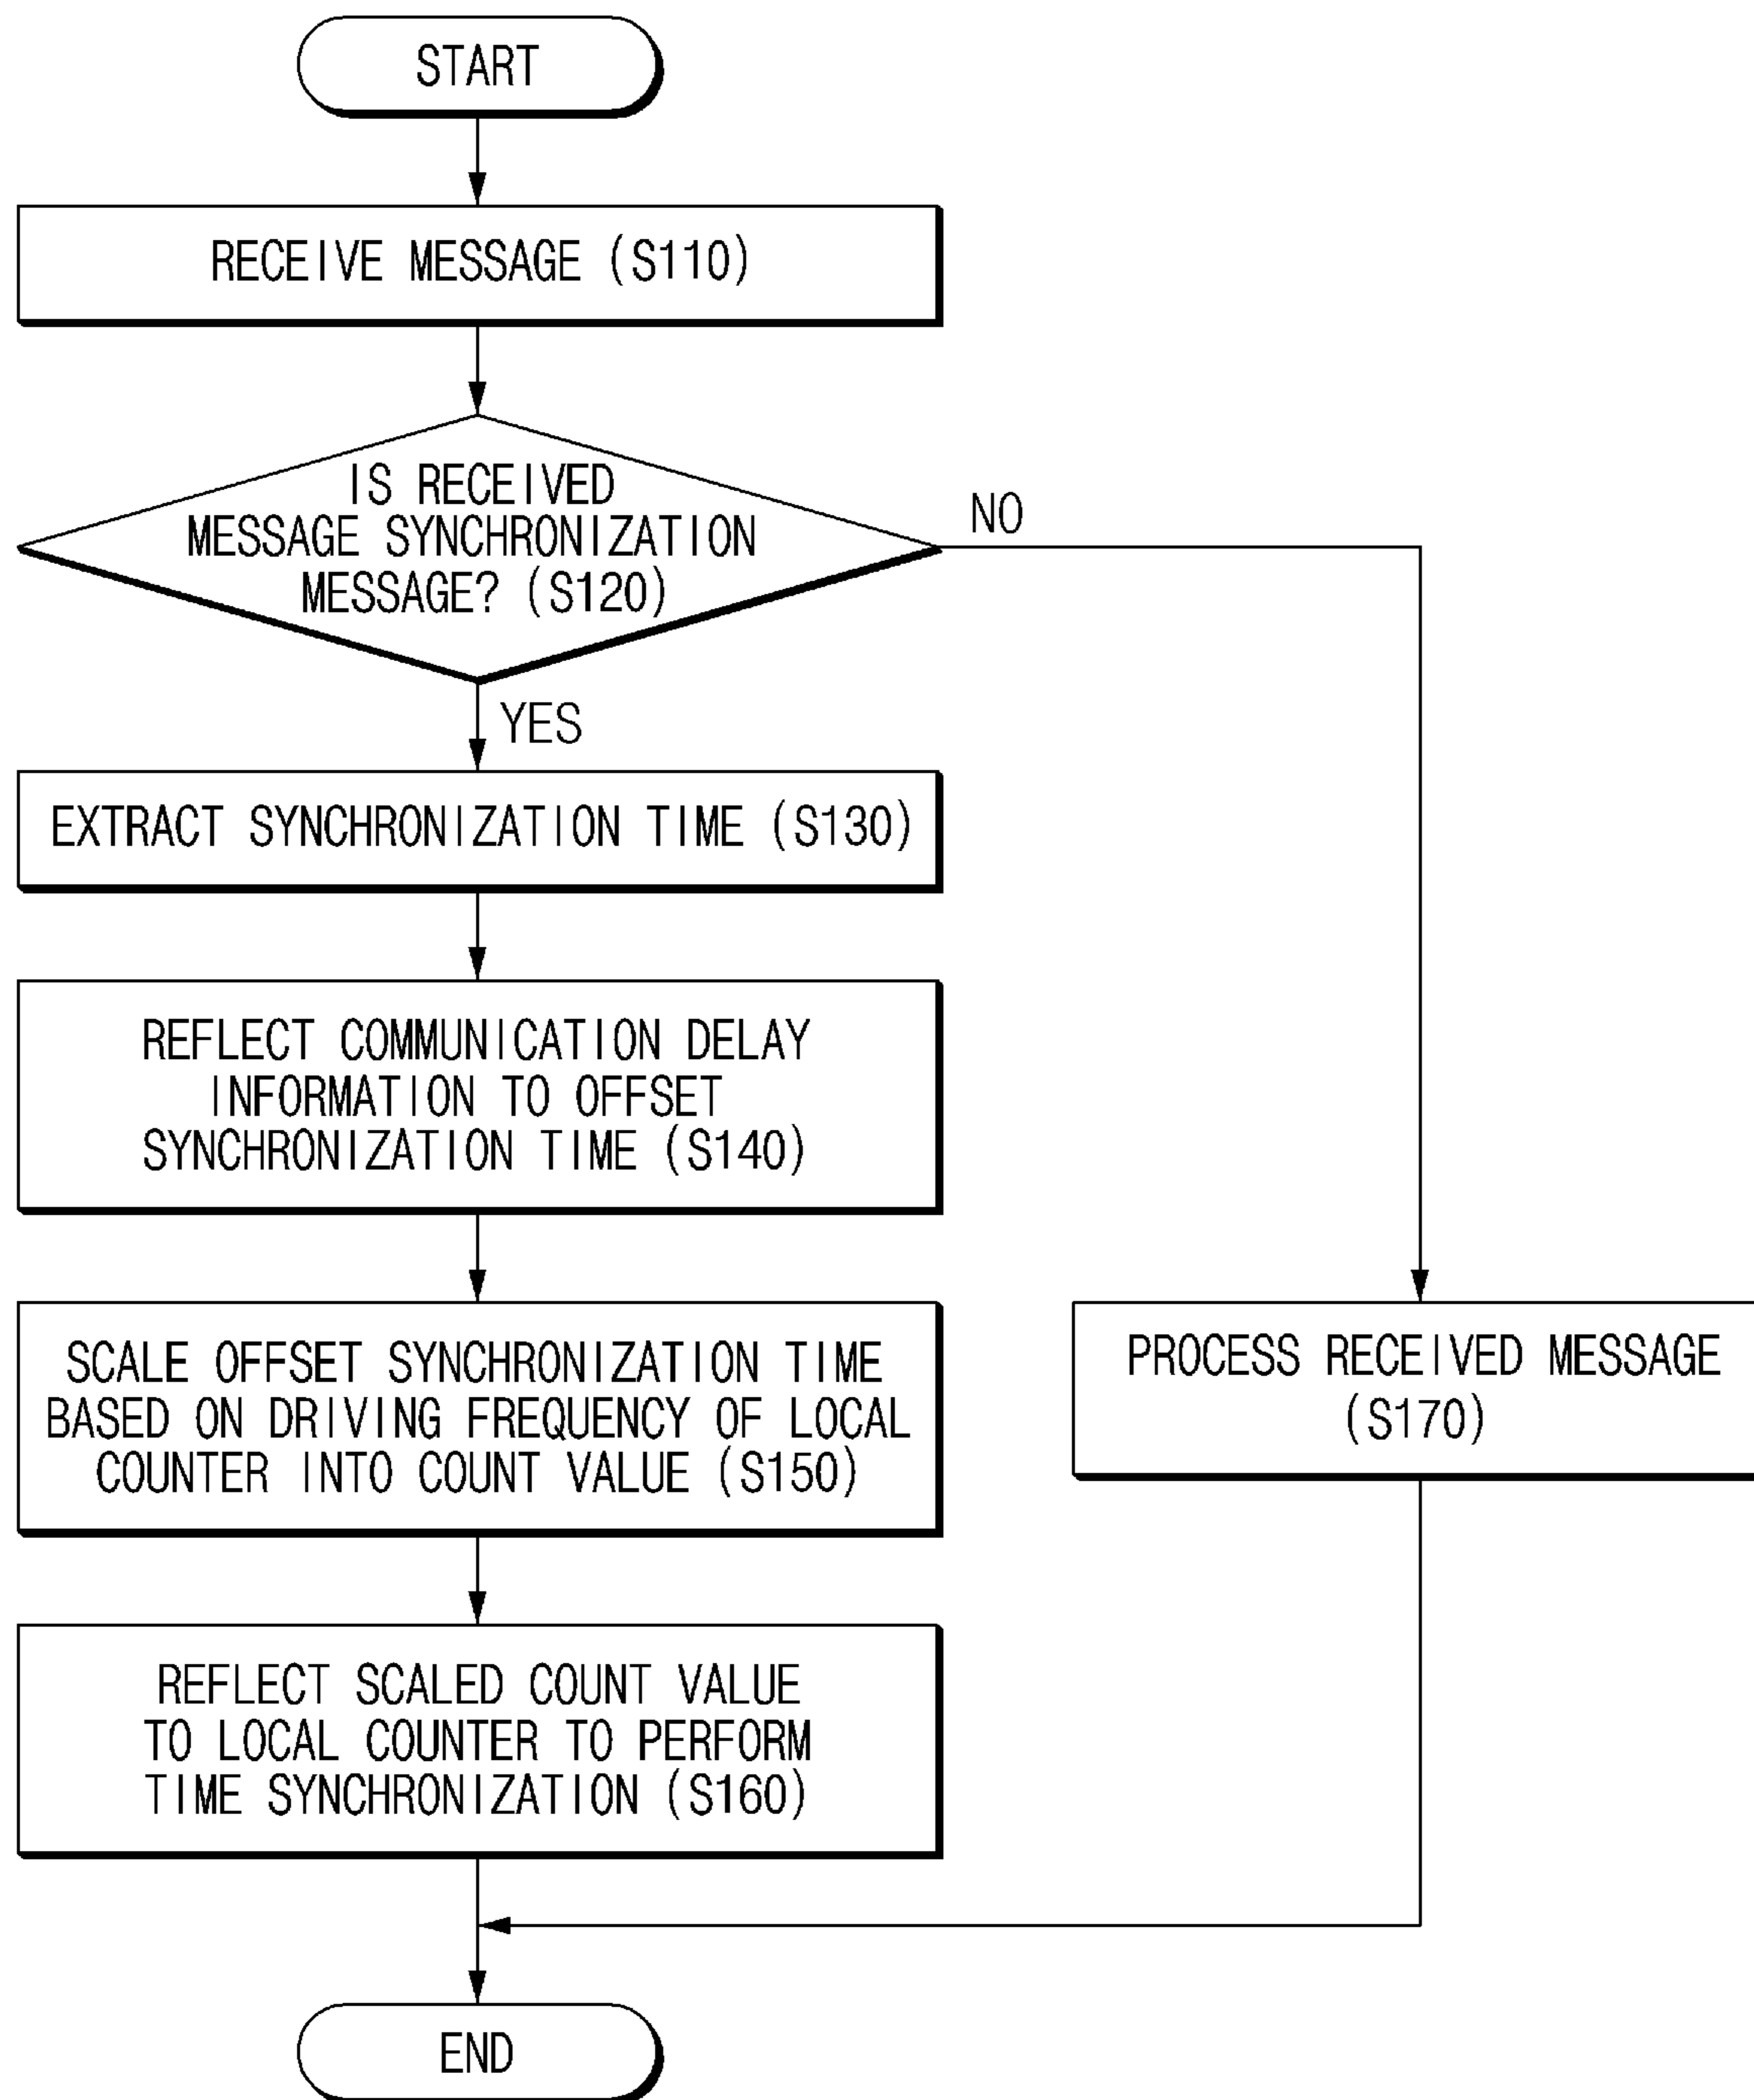 START
RECEIVE MESSAGE (S110)
IS RECEIVED
MESSAGE SYNCHRONIZATION
MESSAGE? (S120)
NO
YES
EXTRACT SYNCHRONIZATION TIME (S130)
REFLECT COMMUNICATION DELAY
INFORMATION TO OFFSET
SYNCHRONIZATION TIME (S140)
SCALE OFFSET SYNCHRONIZATION TIME
BASED ON DRIVING FREQUENCY OF LOCAL
COUNTER INTO COUNT VALUE (S150)
PROCESS RECEIVED MESSAGE
(S170)
REFLECT SCALED COUNT VALUE
TO LOCAL COUNTER TO PERFORM
TIME SYNCHRONIZATION (S160)
END